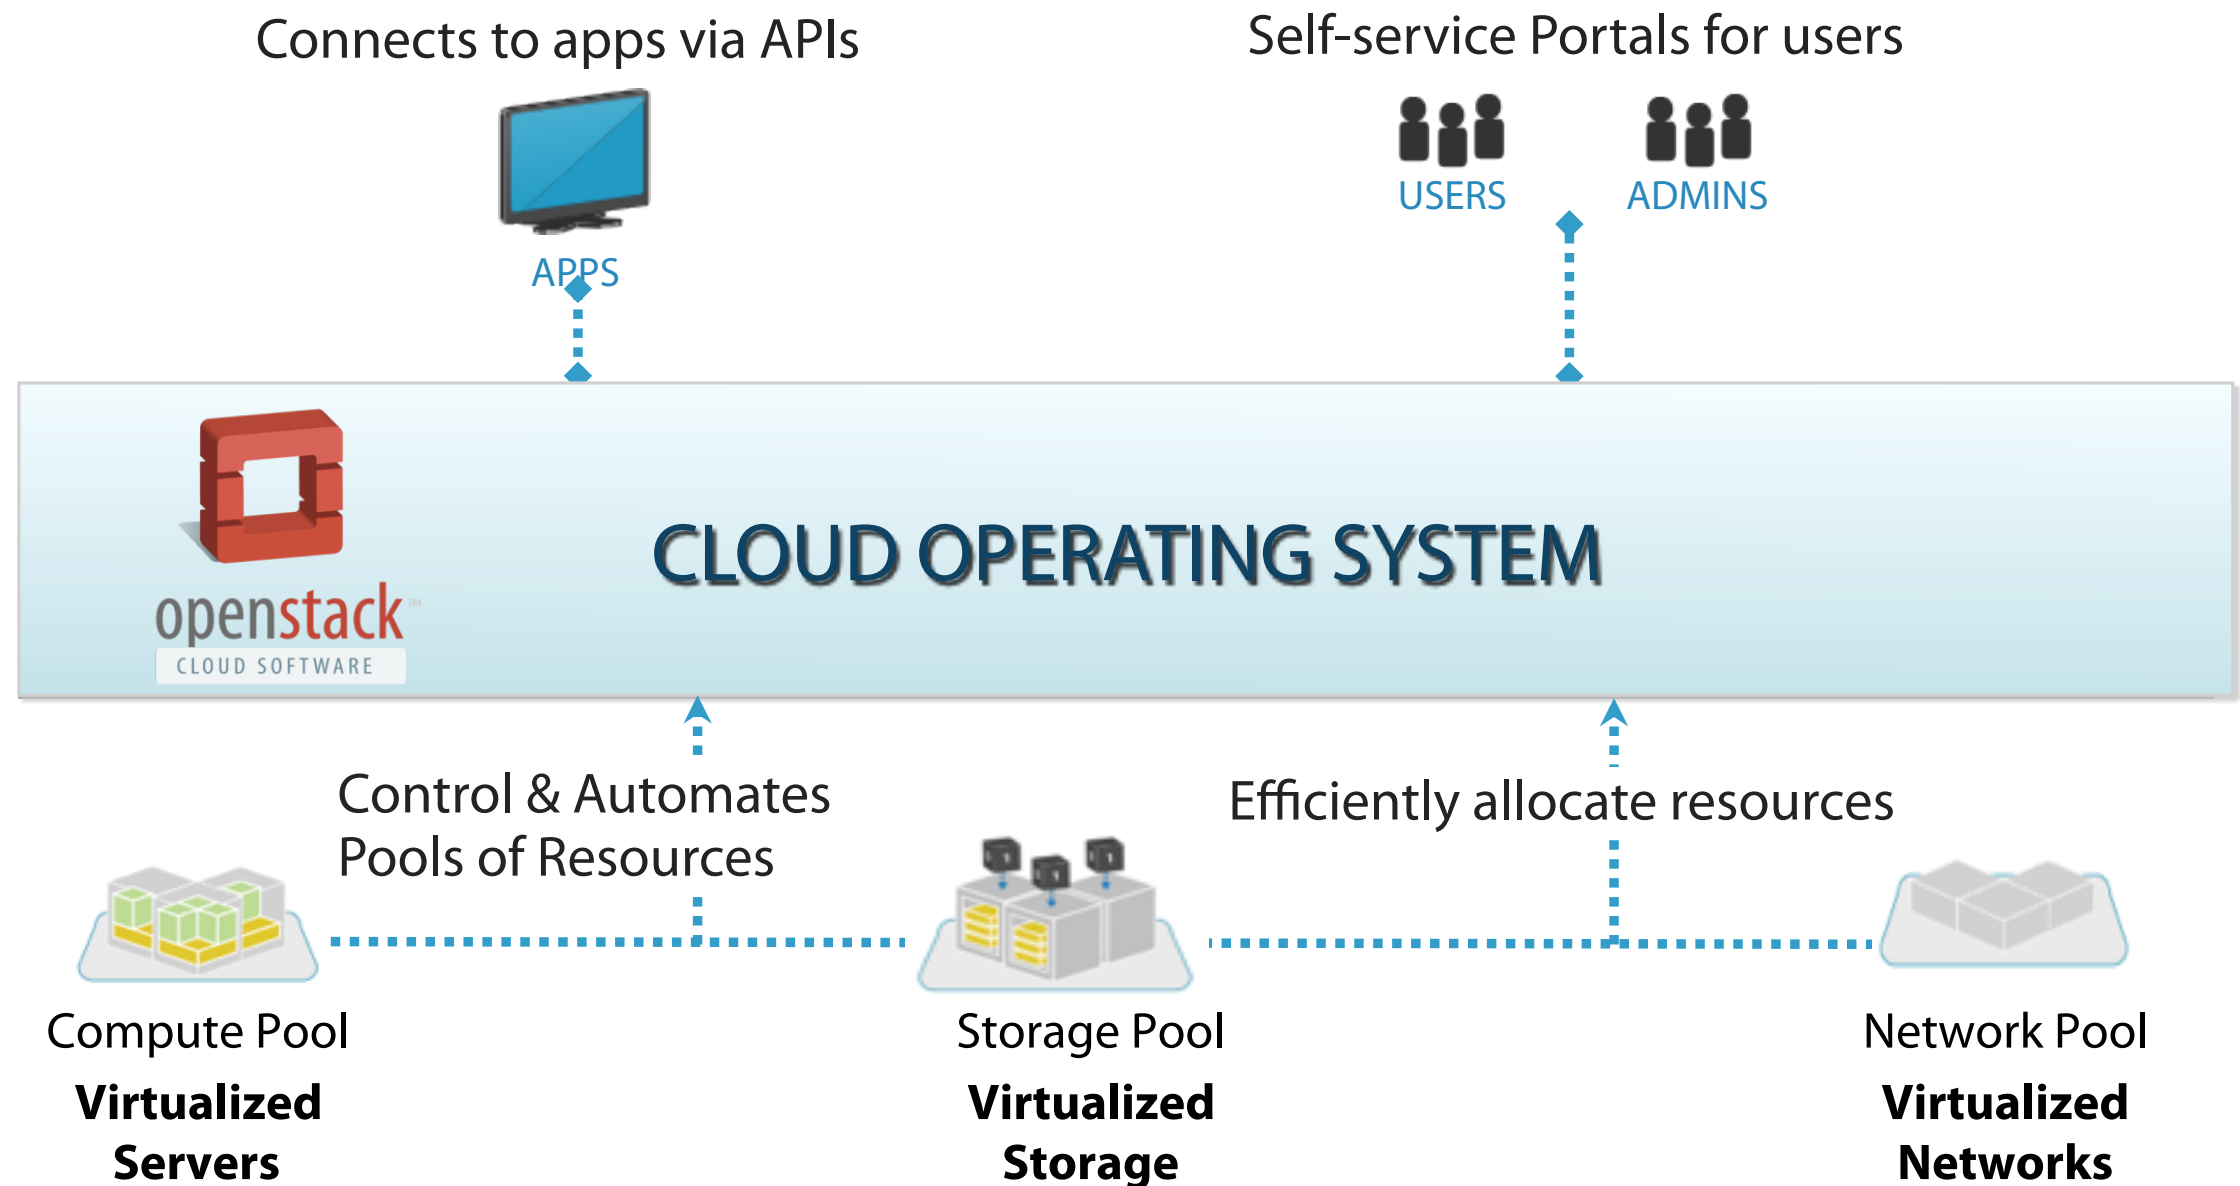 Connects to apps via APIs
Self-service Portals for users
APPS
USERS
ADMINS
openstack™
CLOUD SOFTWARE
CLOUD OPERATING SYSTEM
Control & Automates
Pools of Resources
Efficiently allocate resources
Compute Pool
Virtualized
Servers
Storage Pool
Virtualized
Storage
Network Pool
Virtualized
Networks